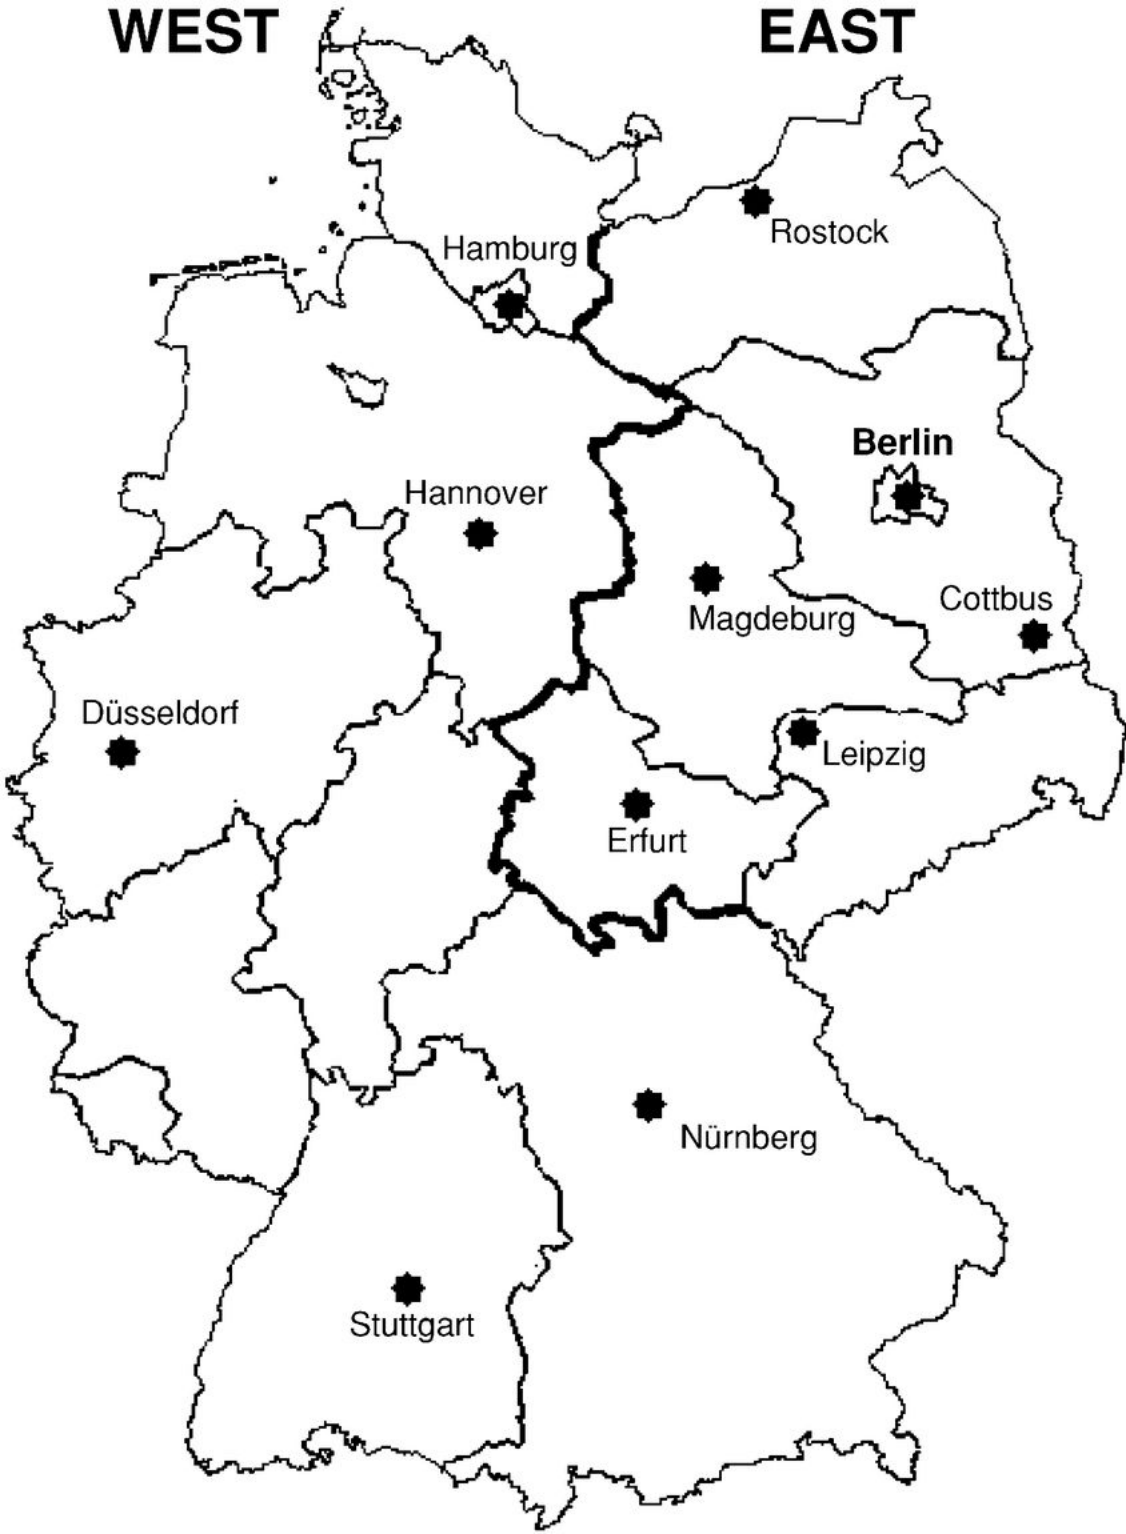 WEST
EAST
Rostock
Hamburg
Berlin
Hannover
Cottbus
Magdeburg
Düsseldorf
Leipzig
Erfurt
Nürnberg
Stuttgart